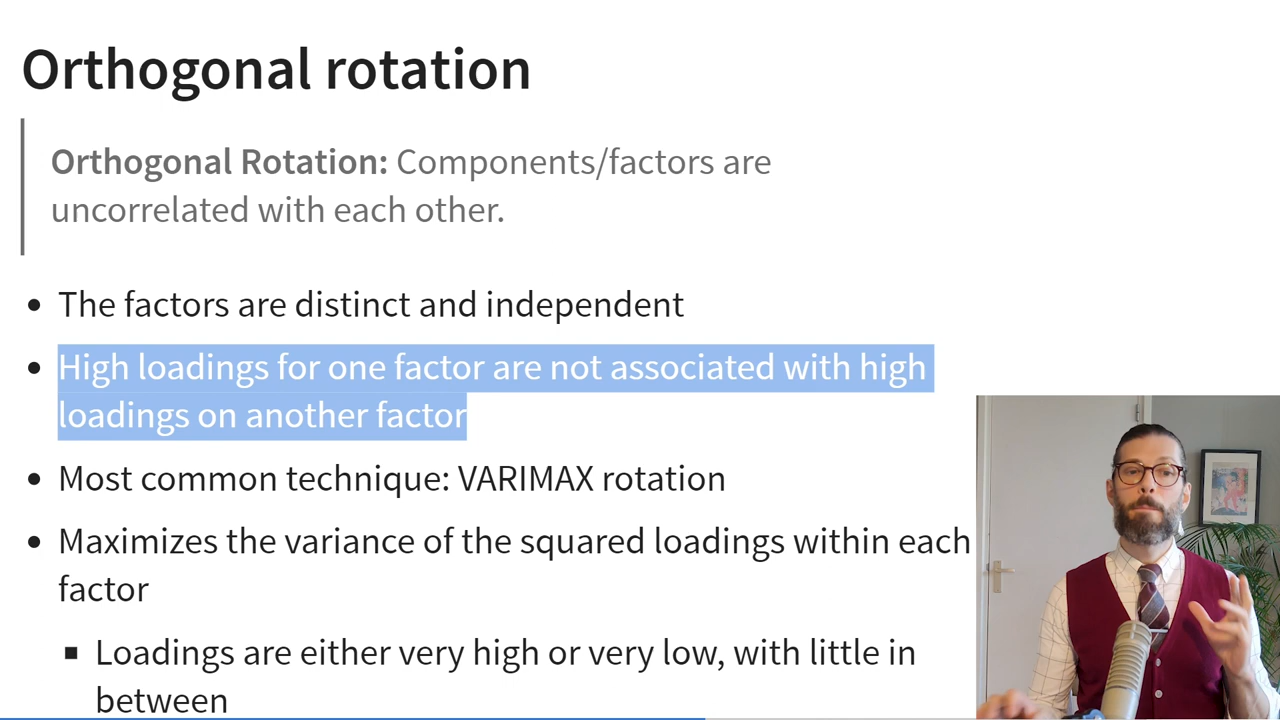 Orthogonal rotation
Orthogonal Rotation: Components/factors are
uncorrelated with each other.
• The factors are distinct and independent
• High loadings for one factor are not associated with high
loadings on another factor
• Most common technique: VARIMAX rotation
• Maximizes the variance of the squared loadings within each
factor
▪ Loadings are either very high or very low, with little in
between